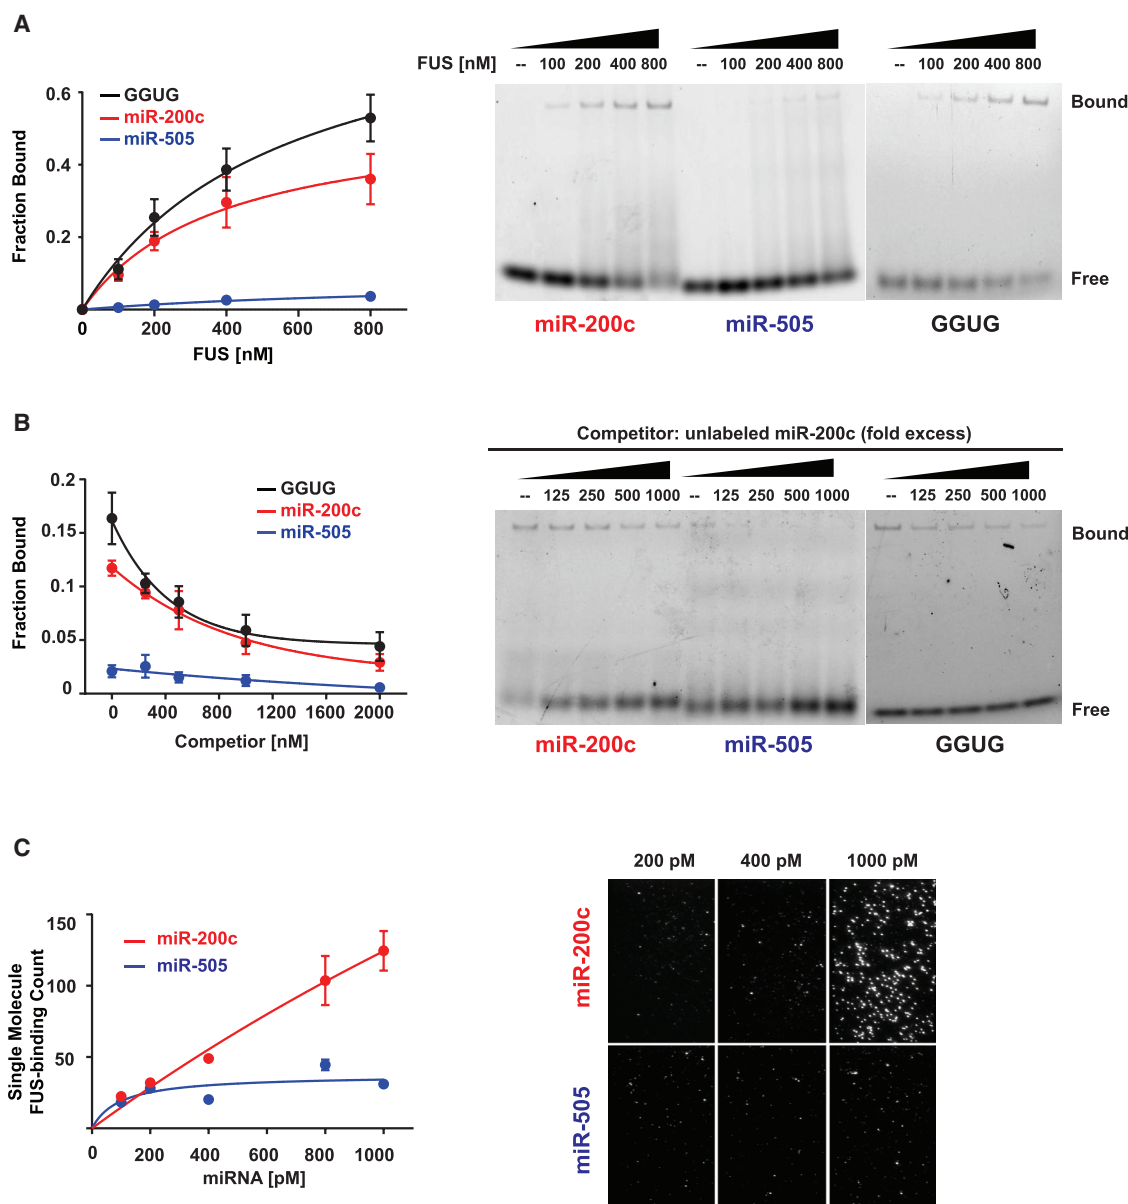 A
GGUG
miR-200c
miR-505
Fraction Bound
0.6
0.4
0.2
0 200 400 600 800
FUS [nM]
FUS [nM] -- 100 200 400 800 -- 100 200 400 800 -- 100 200 400 800
Bound
Free
miR-200c miR-505 GGUG
B
GGUG
miR-200c
miR-505
Fraction Bound
0.2
0.15
0.1
0.05
0
0 400 800 1200 1600 2000
Competior [nM]
Competitor: unlabeled miR-200c (fold excess)
-- 125 250 500 1000 -- 125 250 500 1000 -- 125 250 500 1000
Bound
Free
miR-200c miR-505 GGUG
C
miR-200c
miR-505
Single Molecule
FUS-binding Count
150
100
50
0 200 400 600 800 1000
miRNA [pM]
200 pM 400 pM 1000 pM
miR-200c
miR-505